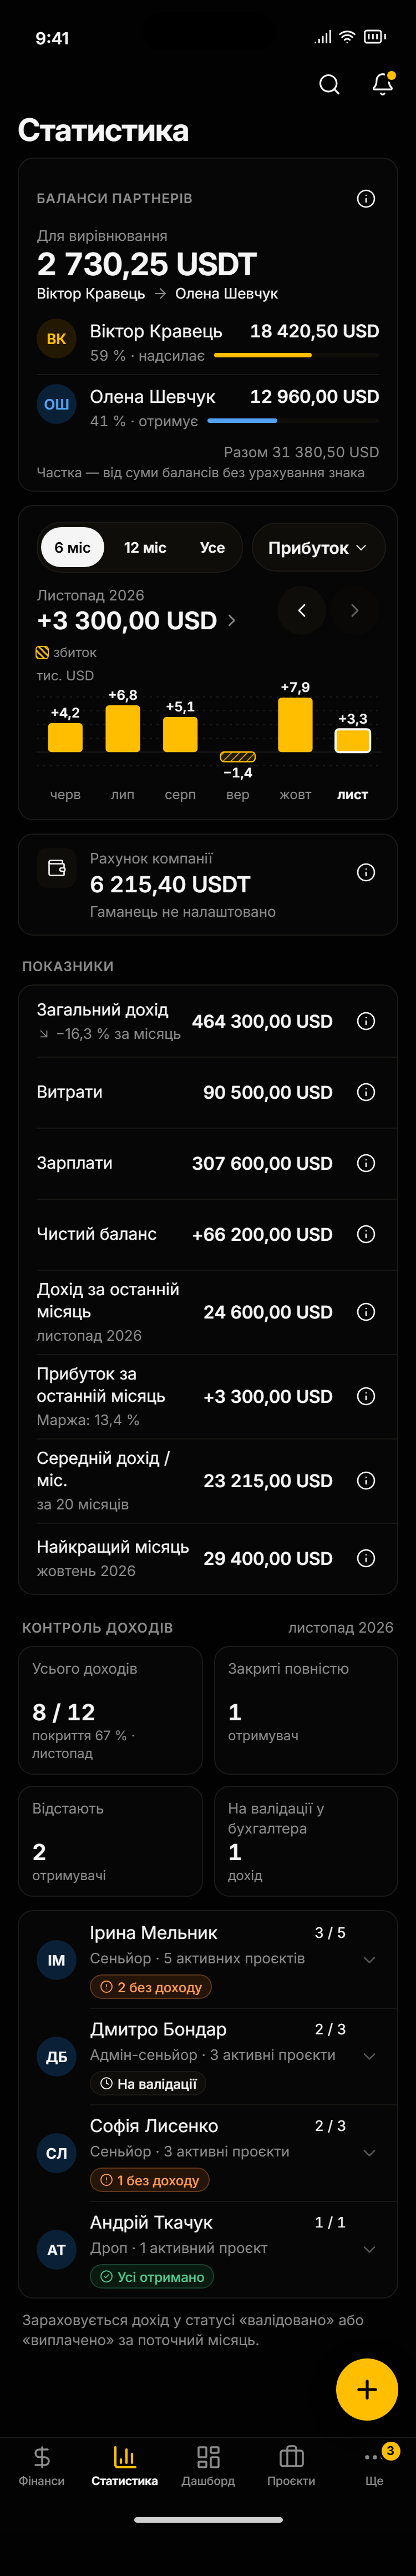 9:41
Статистика
БАЛАНСИ ПАРТНЕРІВ
Для вирівнювання
2 730,25 USDT
Віктор Кравець → Олена Шевчук
ВК
Віктор Кравець 18 420,50 USD
59 % · надсилає
ОШ
Олена Шевчук 12 960,00 USD
41 % · отримує
Разом 31 380,50 USD
Частка — від суми балансів без урахування знака
6 міс 12 міс Усе Прибуток
Листопад 2026
+3 300,00 USD
збиток
тис. USD
+4,2 +6,8 +5,1 −1,4 +7,9 +3,3
черв лип серп вер жовт лист
Рахунок компанії
6 215,40 USDT
Гаманець не налаштовано
ПОКАЗНИКИ
Загальний дохід 464 300,00 USD
↘ −16,3 % за місяць
Витрати 90 500,00 USD
Зарплати 307 600,00 USD
Чистий баланс +66 200,00 USD
Дохід за останній
місяць 24 600,00 USD
листопад 2026
Прибуток за
останній місяць +3 300,00 USD
Маржа: 13,4 %
Середній дохід /
міс. 23 215,00 USD
за 20 місяців
Найкращий місяць 29 400,00 USD
жовтень 2026
КОНТРОЛЬ ДОХОДІВ листопад 2026
Усього доходів
8 / 12
покриття 67 % ·
листопад
Закриті повністю
1
отримувач
Відстають
2
отримувачі
На валідації у
бухгалтера
1
дохід
ІМ
Ірина Мельник 3 / 5
Сеньйор · 5 активних проєктів
2 без доходу
ДБ
Дмитро Бондар 2 / 3
Адмін-сеньйор · 3 активні проєкти
На валідації
СЛ
Софія Лисенко 2 / 3
Сеньйор · 3 активні проєкти
1 без доходу
АТ
Андрій Ткачук 1 / 1
Дроп · 1 активний проєкт
Усі отримано
Зараховується дохід у статусі «валідовано» або
«виплачено» за поточний місяць.
3
Фінанси Статистика Дашборд Проєкти Ще